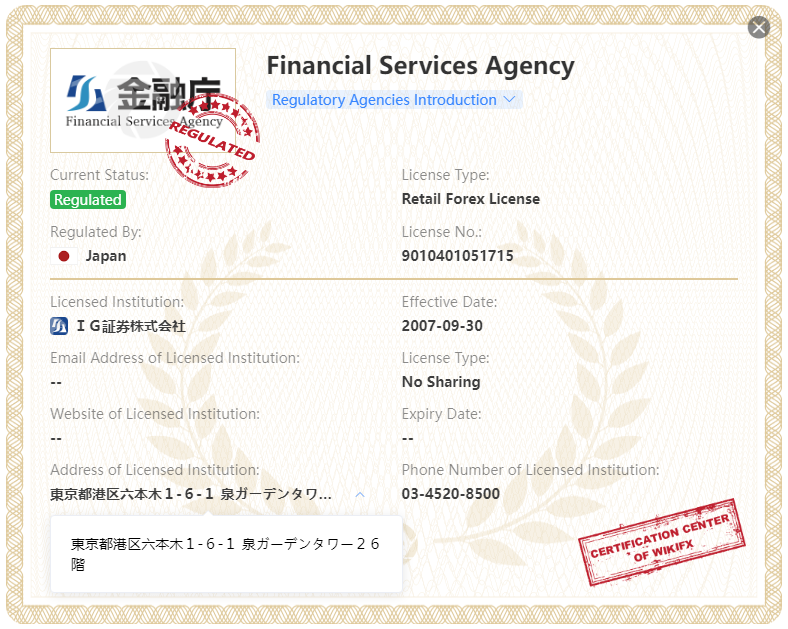 金融庁
Financial Services Agency
REGULATED
Financial Services Agency
Regulatory Agencies Introduction
Current Status:
Regulated
License Type:
Retail Forex License
Regulated By:
Japan
License No.:
9010401051715
Licensed Institution:
ＩＧ証券株式会社
Effective Date:
2007-09-30
Email Address of Licensed Institution:
--
License Type:
No Sharing
Website of Licensed Institution:
--
Expiry Date:
--
Address of Licensed Institution:
東京都港区六本木１-６-１ 泉ガーデンタワ...
Phone Number of Licensed Institution:
03-4520-8500
東京都港区六本木１-６-１ 泉ガーデンタワー２６
階
CERTIFICATION CENTER
OF WIKIFX